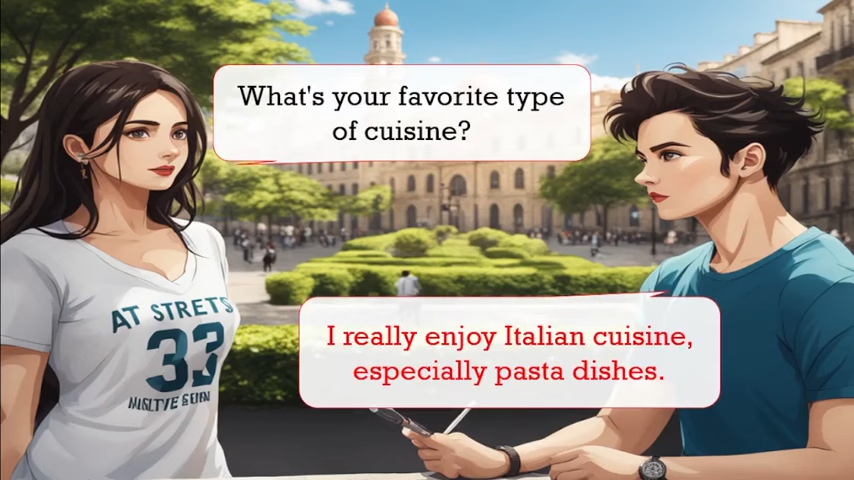 What's your favorite type
of cuisine?
AT STRETS
33
I really enjoy Italian cuisine,
especially pasta dishes.